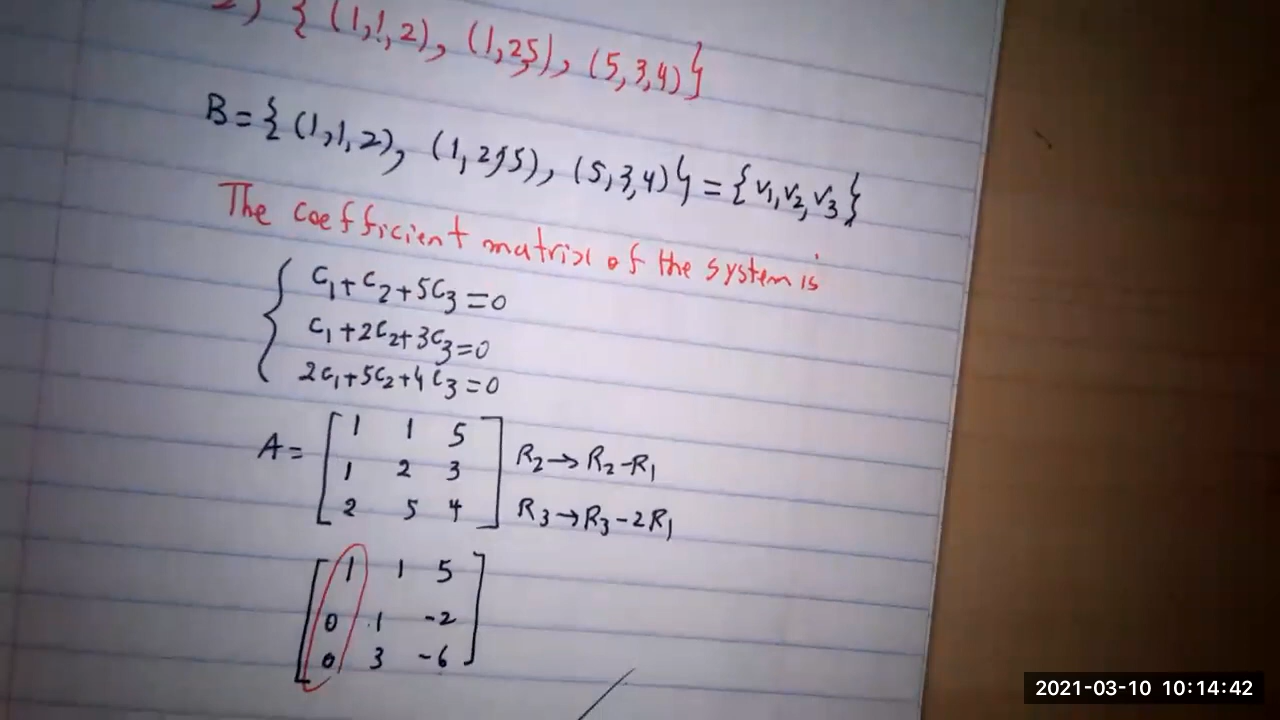 2) { (1,1,2), (1,2,5), (5,3,4)}
B = { (1,1,2), (1,2,5), (5,3,4)} = {v1, v2, v3}
The coefficient matrix of the system is
{ C1 + C2 + 5C3 = 0
C1 + 2C2 + 3C3 = 0
2C1 + 5C2 + 4C3 = 0
A = [ 1 1 5
1 2 3 R2 → R2 - R1
2 5 4 ] R3 → R3 - 2R1
[ 1 1 5
0 1 -2
0 3 -6 ]
2021-03-10 10:14:42